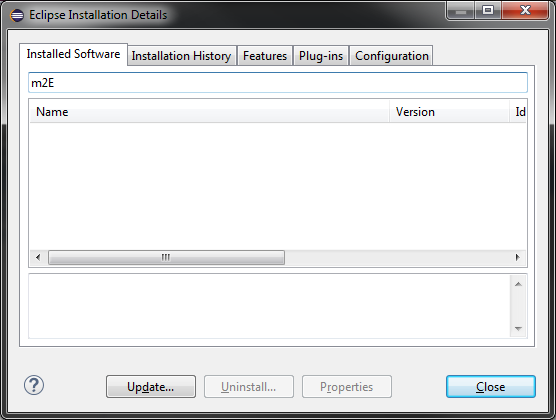 Eclipse Installation Details
Installed Software Installation History Features Plug-ins Configuration
m2E
Name Version Id
?
Update... Uninstall... Properties Close